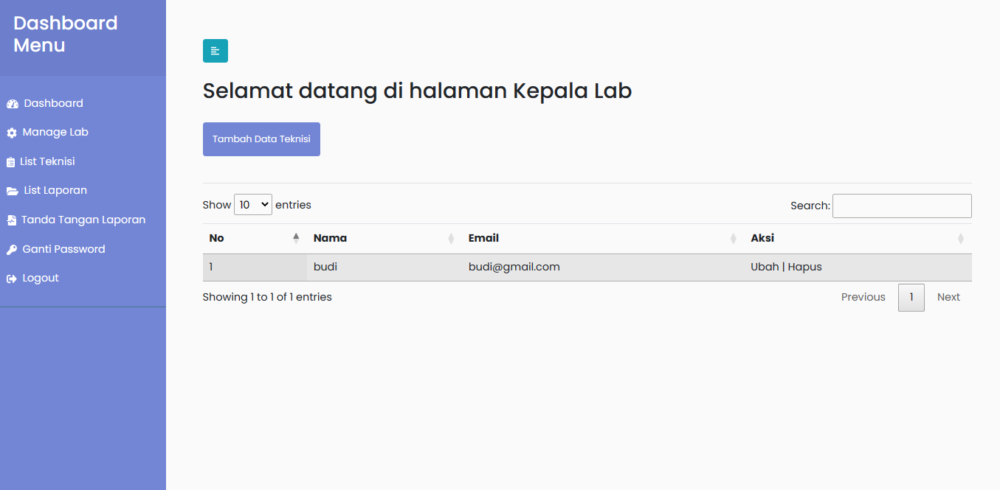 Dashboard
Menu
Dashboard
Manage Lab
List Teknisi
List Laporan
Tanda Tangan Laporan
Ganti Password
Logout
Selamat datang di halaman Kepala Lab
Tambah Data Teknisi
Show 10 entries Search:
No Nama Email Aksi
1 budi budi@gmail.com Ubah | Hapus
Showing 1 to 1 of 1 entries Previous 1 Next